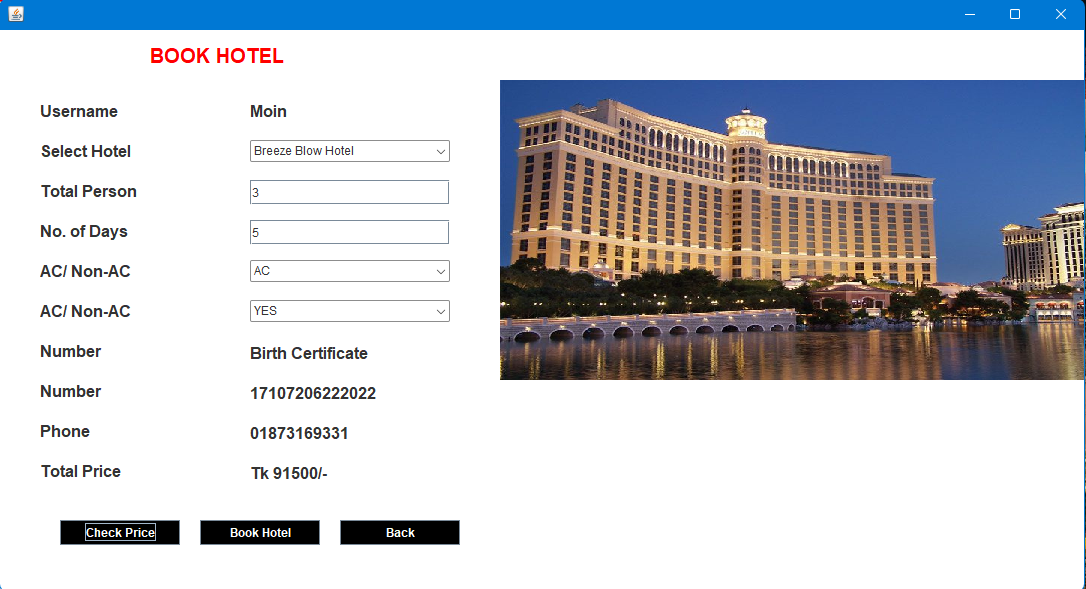 BOOK HOTEL
Username Moin
Select Hotel Breeze Blow Hotel
Total Person 3
No. of Days 5
AC/ Non-AC AC
AC/ Non-AC YES
Number Birth Certificate
Number 17107206222022
Phone 01873169331
Total Price Tk 91500/-
Check Price Book Hotel Back